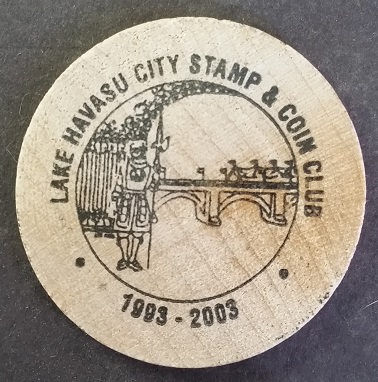 LAKE HAVASU CITY STAMP & COIN CLUB
1993 - 2003